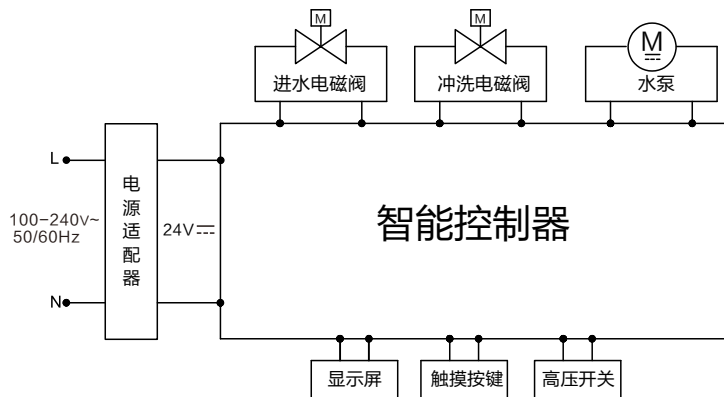 M
M
M
进水电磁阀
冲洗电磁阀
水泵
L
电源适配器
100-240V~
50/60Hz
24V
智能控制器
N
显示屏
触摸按键
高压开关